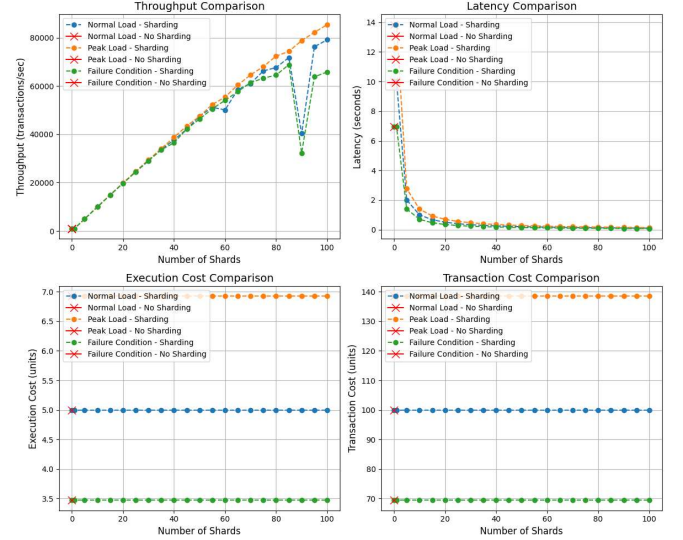 Throughput Comparison
Normal Load - Sharding
Normal Load - No Sharding
Peak Load - Sharding
Peak Load - No Sharding
Failure Condition - Sharding
Failure Condition - No Sharding
Throughput (transactions/sec)
80000
60000
40000
20000
0
0 20 40 60 80 100
Number of Shards
Latency Comparison
Normal Load - Sharding
Normal Load - No Sharding
Peak Load - Sharding
Peak Load - No Sharding
Failure Condition - Sharding
Failure Condition - No Sharding
Latency (seconds)
14
12
10
8
6
4
2
0
0 20 40 60 80 100
Number of Shards
Execution Cost Comparison
Normal Load - Sharding
Normal Load - No Sharding
Peak Load - Sharding
Peak Load - No Sharding
Failure Condition - Sharding
Failure Condition - No Sharding
Execution Cost (units)
7.0
6.5
6.0
5.5
5.0
4.5
4.0
3.5
0 20 40 60 80 100
Number of Shards
Transaction Cost Comparison
Normal Load - Sharding
Normal Load - No Sharding
Peak Load - Sharding
Peak Load - No Sharding
Failure Condition - Sharding
Failure Condition - No Sharding
Transaction Cost (units)
140
130
120
110
100
90
80
70
0 20 40 60 80 100
Number of Shards